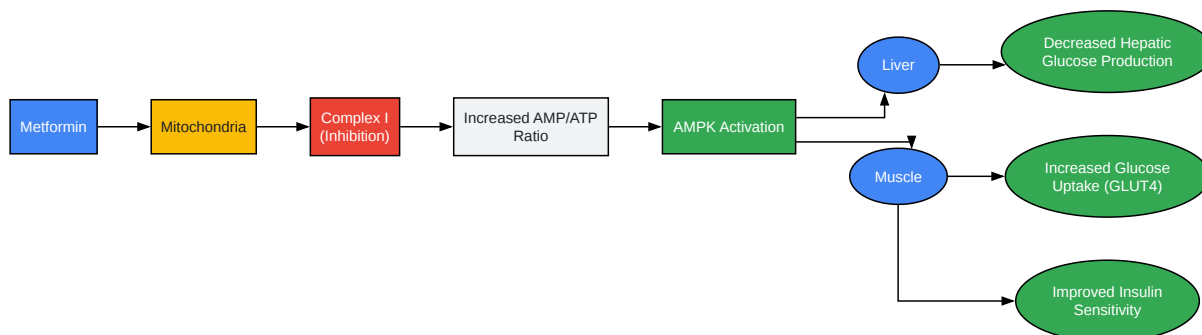 Metformin
Mitochondria
Complex I
(Inhibition)
Increased AMP/ATP
Ratio
AMPK Activation
Liver
Decreased Hepatic
Glucose Production
Muscle
Increased Glucose
Uptake (GLUT4)
Improved Insulin
Sensitivity